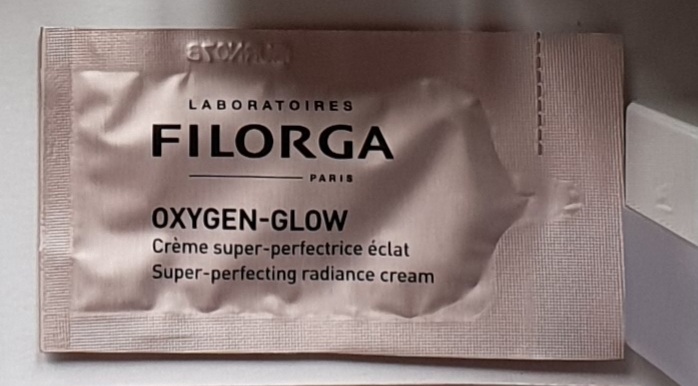 LABORATOIRES
FILORGA
PARIS
OXYGEN-GLOW
Crème super-perfectrice éclat
Super-perfecting radiance cream